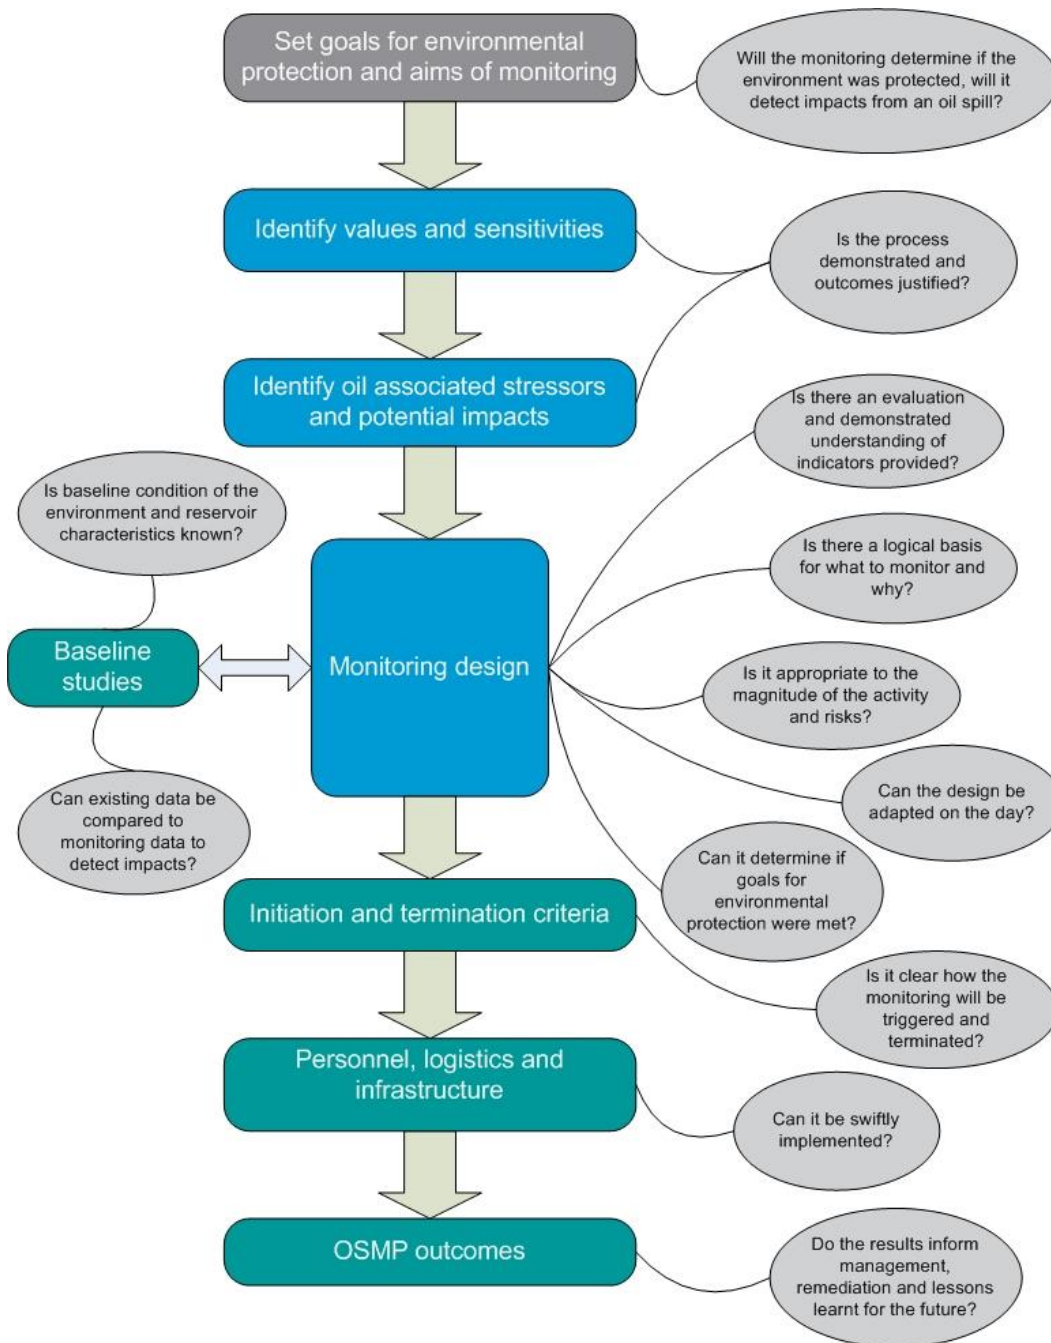 Set goals for environmental
protection and aims of monitoring
Will the monitoring determine if the
environment was protected, will it
detect impacts from an oil spill?
Identify values and sensitivities
Is the process
demonstrated and
outcomes justified?
Identify oil associated stressors
and potential impacts
Is there an evaluation
and demonstrated
understanding of
indicators provided?
Is baseline condition of the
environment and reservoir
characteristics known?
Is there a logical basis
for what to monitor and
why?
Baseline
studies
Monitoring design
Is it appropriate to the
magnitude of the activity
and risks?
Can existing data be
compared to
monitoring data to
detect impacts?
Can the design be
adapted on the day?
Can it determine if
goals for
environmental
protection were met?
Initiation and termination criteria
Is it clear how the
monitoring will be
triggered and
terminated?
Personnel, logistics and
infrastructure
Can it be swiftly
implemented?
OSMP outcomes
Do the results inform
management,
remediation and lessons
learnt for the future?